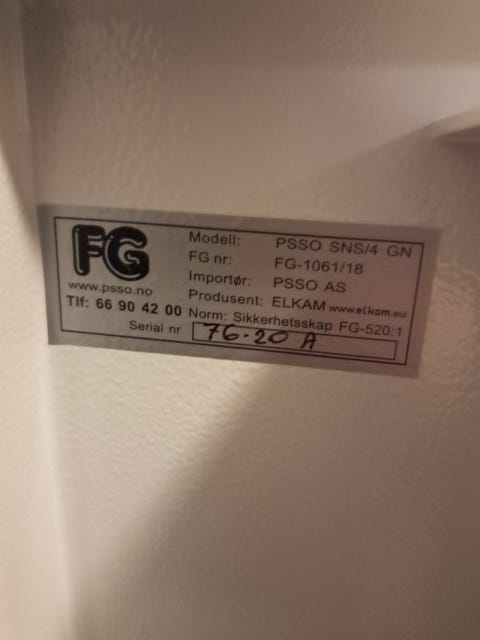 FG
www.psso.no
Tlf: 66 90 42 00
Modell: PSSO SNS/4 GN
FG nr: FG-1061/18
Importør: PSSO AS
Produsent: ELKAM www.elkam.eu
Norm: Sikkerhetsskap FG-520:1
Serial nr 76-20 A